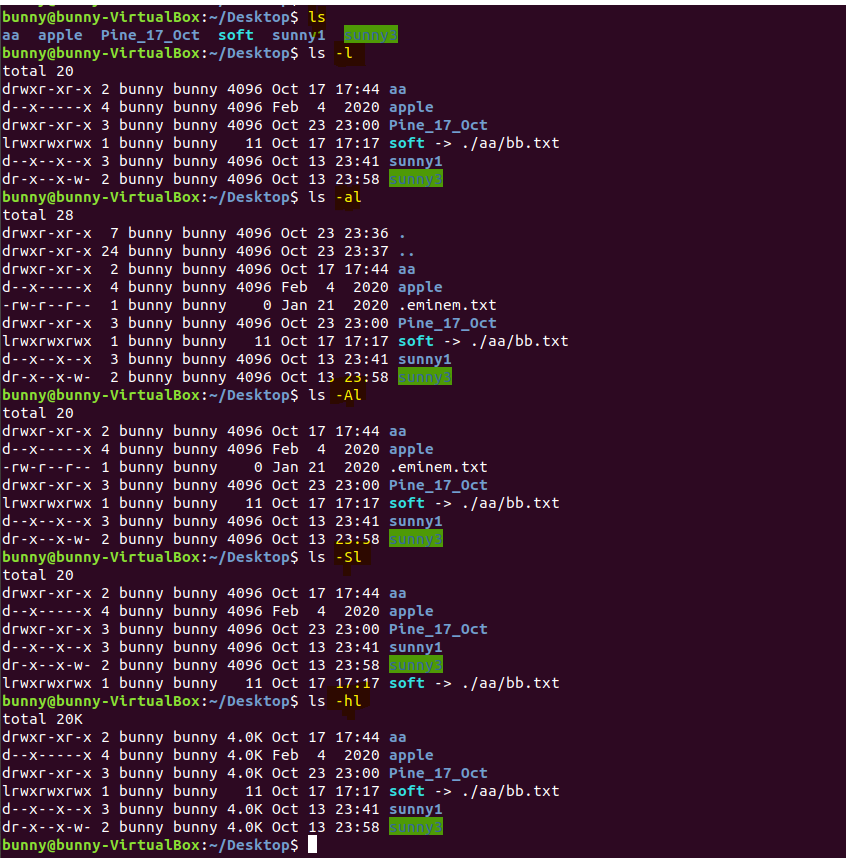 bunny@bunny-VirtualBox:~/Desktop$ ls
aa  apple  Pine_17_Oct  soft  sunny1  sunny3
bunny@bunny-VirtualBox:~/Desktop$ ls -l
total 20
drwxr-xr-x 2 bunny bunny 4096 Oct 17 17:44 aa
d--x-----x 4 bunny bunny 4096 Feb  4  2020 apple
drwxr-xr-x 3 bunny bunny 4096 Oct 23 23:00 Pine_17_Oct
lrwxrwxrwx 1 bunny bunny   11 Oct 17 17:17 soft -> ./aa/bb.txt
d--x--x--x 3 bunny bunny 4096 Oct 13 23:41 sunny1
dr-x--x-w- 2 bunny bunny 4096 Oct 13 23:58 sunny3
bunny@bunny-VirtualBox:~/Desktop$ ls -al
total 28
drwxr-xr-x  7 bunny bunny 4096 Oct 23 23:36 .
drwxr-xr-x 24 bunny bunny 4096 Oct 23 23:37 ..
drwxr-xr-x  2 bunny bunny 4096 Oct 17 17:44 aa
d--x-----x  4 bunny bunny 4096 Feb  4  2020 apple
-rw-r--r--  1 bunny bunny    0 Jan 21  2020 .eminem.txt
drwxr-xr-x  3 bunny bunny 4096 Oct 23 23:00 Pine_17_Oct
lrwxrwxrwx  1 bunny bunny   11 Oct 17 17:17 soft -> ./aa/bb.txt
d--x--x--x  3 bunny bunny 4096 Oct 13 23:41 sunny1
dr-x--x-w-  2 bunny bunny 4096 Oct 13 23:58 sunny3
bunny@bunny-VirtualBox:~/Desktop$ ls -Al
total 20
drwxr-xr-x 2 bunny bunny 4096 Oct 17 17:44 aa
d--x-----x 4 bunny bunny 4096 Feb  4  2020 apple
-rw-r--r-- 1 bunny bunny    0 Jan 21  2020 .eminem.txt
drwxr-xr-x 3 bunny bunny 4096 Oct 23 23:00 Pine_17_Oct
lrwxrwxrwx 1 bunny bunny   11 Oct 17 17:17 soft -> ./aa/bb.txt
d--x--x--x 3 bunny bunny 4096 Oct 13 23:41 sunny1
dr-x--x-w- 2 bunny bunny 4096 Oct 13 23:58 sunny3
bunny@bunny-VirtualBox:~/Desktop$ ls -Sl
total 20
drwxr-xr-x 2 bunny bunny 4096 Oct 17 17:44 aa
d--x-----x 4 bunny bunny 4096 Feb  4  2020 apple
drwxr-xr-x 3 bunny bunny 4096 Oct 23 23:00 Pine_17_Oct
d--x--x--x 3 bunny bunny 4096 Oct 13 23:41 sunny1
dr-x--x-w- 2 bunny bunny 4096 Oct 13 23:58 sunny3
lrwxrwxrwx 1 bunny bunny   11 Oct 17 17:17 soft -> ./aa/bb.txt
bunny@bunny-VirtualBox:~/Desktop$ ls -hl
total 20K
drwxr-xr-x 2 bunny bunny 4.0K Oct 17 17:44 aa
d--x-----x 4 bunny bunny 4.0K Feb  4  2020 apple
drwxr-xr-x 3 bunny bunny 4.0K Oct 23 23:00 Pine_17_Oct
lrwxrwxrwx 1 bunny bunny   11 Oct 17 17:17 soft -> ./aa/bb.txt
d--x--x--x 3 bunny bunny 4.0K Oct 13 23:41 sunny1
dr-x--x-w- 2 bunny bunny 4.0K Oct 13 23:58 sunny3
bunny@bunny-VirtualBox:~/Desktop$